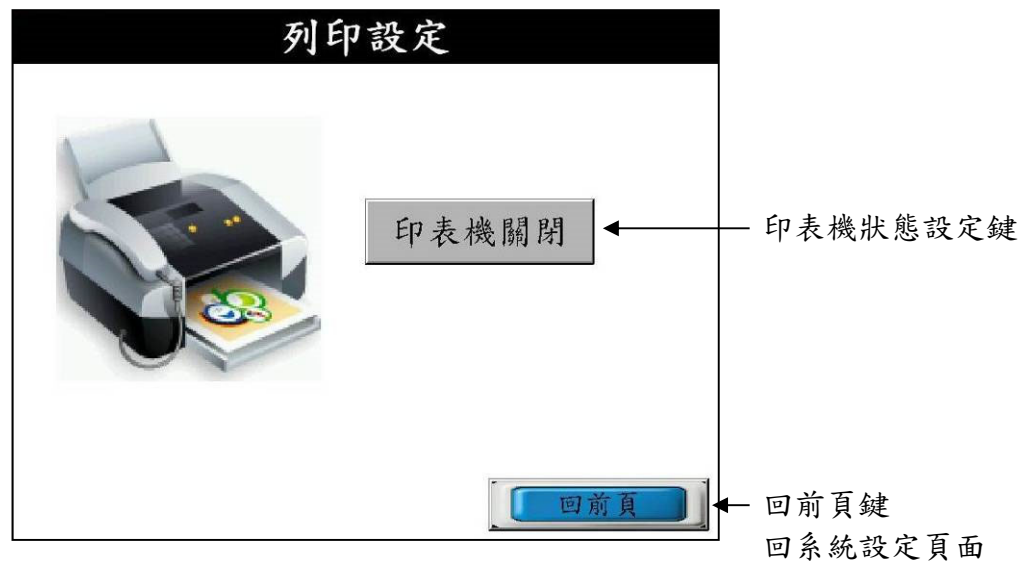 列印設定
印表機關閉
印表機狀態設定鍵
回前頁
回前頁鍵
回系統設定頁面